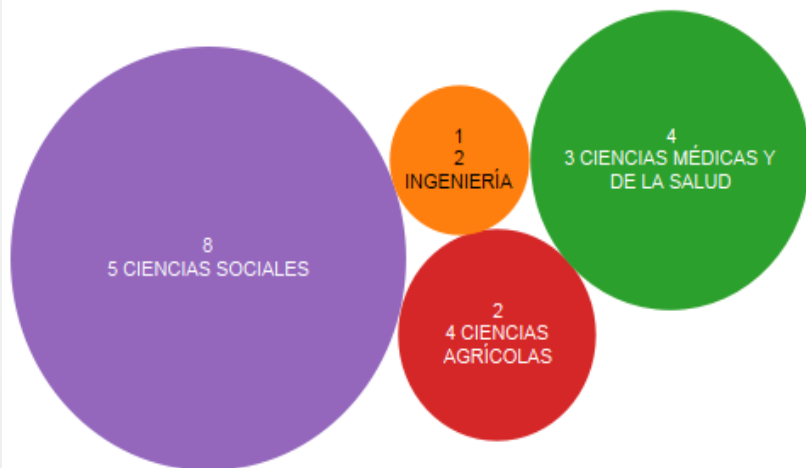 8
5 CIENCIAS SOCIALES
1
2
INGENIERÍA
4
3 CIENCIAS MÉDICAS Y
DE LA SALUD
2
4 CIENCIAS
AGRÍCOLAS